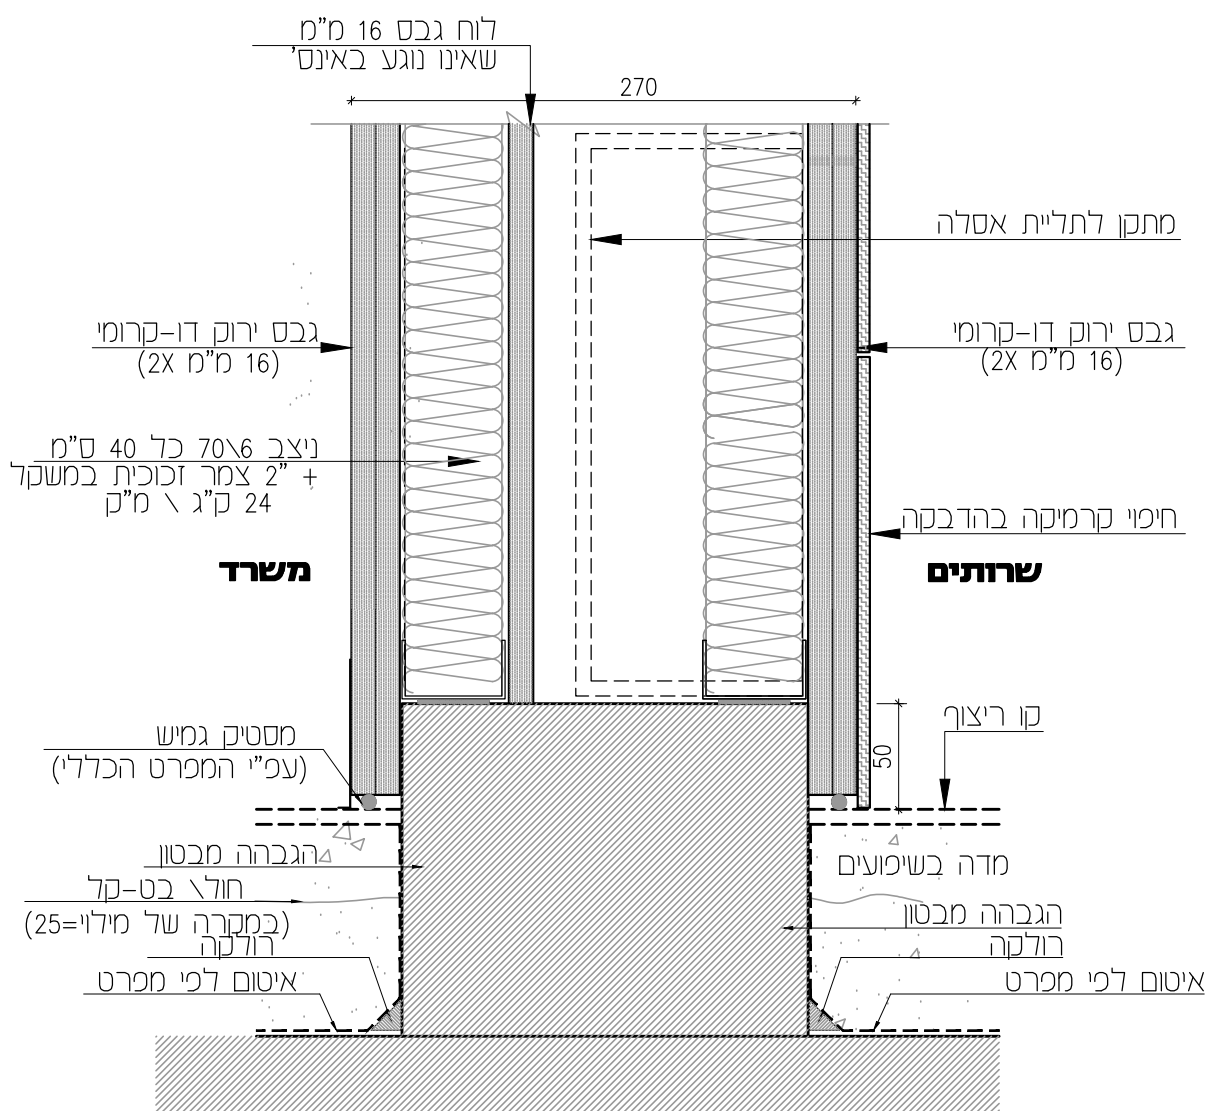 לוח גבס 16 מ"מ
שאינו נוגע באינס'
270
מתקן לתליית אסלה
גבס ירוק דו-קרומי
(16 מ"מ 2X)
גבס ירוק דו-קרומי
(16 מ"מ 2X)
ניצב 70\6 כל 40 ס"מ
+ 2" צמר זכוכית במשקל
24 ק"ג \ מ"ק
חיפוי קרמיקה בהדבקה
שרותים
משרד
קו ריצוף
50
מסטיק גמיש
(עפ"י המפרט הכללי)
הגבהה מבטון
מדה בשיפועים
חול\ בט-קל
(במקרה של מילוי=25)
הגבהה מבטון
רולקה
רולקה
איטום לפי מפרט
איטום לפי מפרט